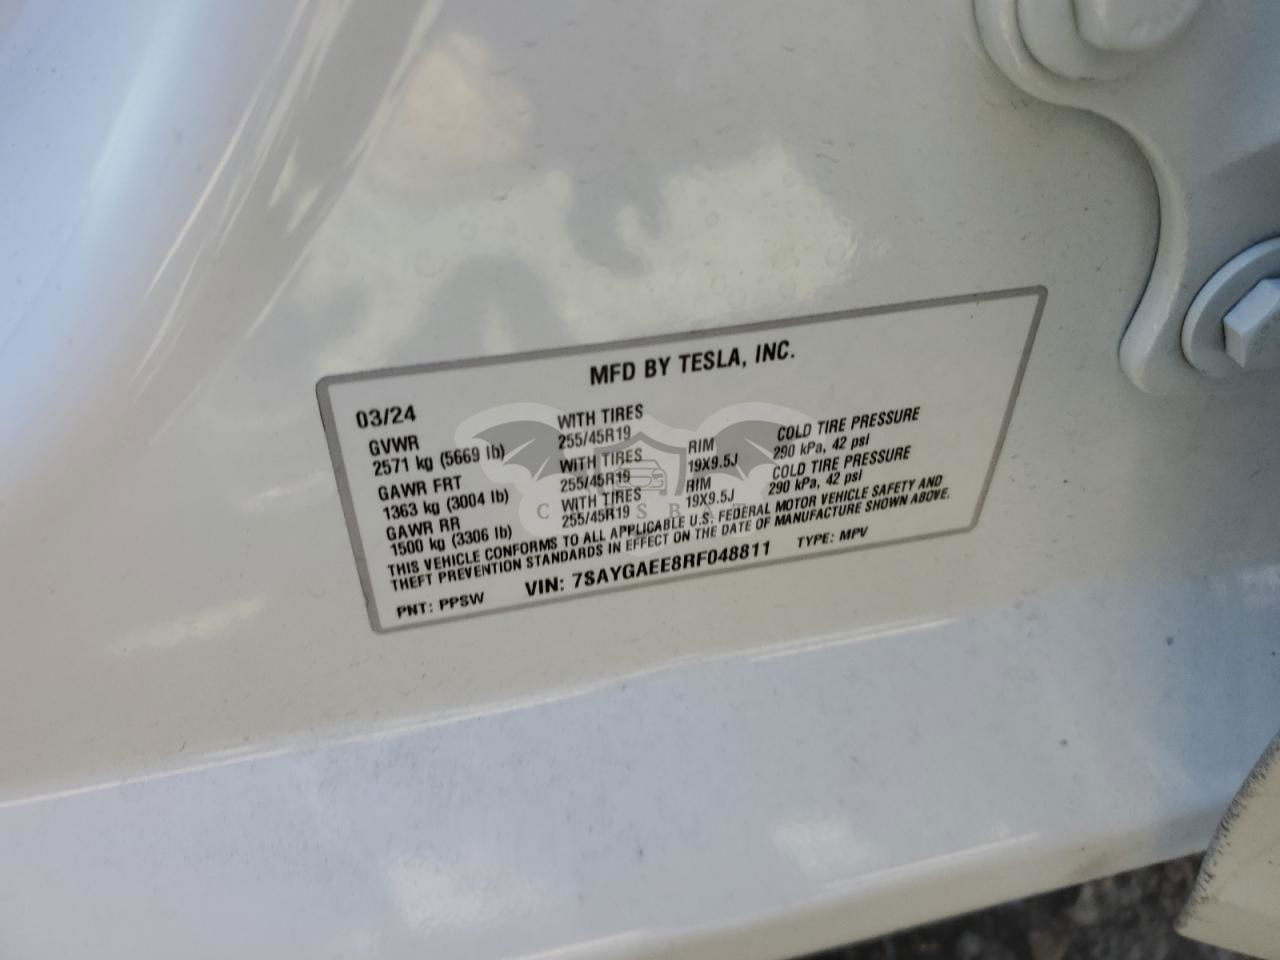 MFD BY TESLA, INC.
03/24
GVWR
2571 kg (5669 lb)
WITH TIRES
255/45R19
RIM
19X9.5J
COLD TIRE PRESSURE
290 kPa, 42 psi
GAWR FRT
1363 kg (3004 lb)
WITH TIRES
255/45R19
RIM
19X9.5J
COLD TIRE PRESSURE
290 kPa, 42 psi
GAWR RR
1500 kg (3306 lb)
WITH TIRES
255/45R19
THIS VEHICLE CONFORMS TO ALL APPLICABLE U.S. FEDERAL MOTOR VEHICLE SAFETY AND
THEFT PREVENTION STANDARDS IN EFFECT ON THE DATE OF MANUFACTURE SHOWN ABOVE.
PNT: PPSW VIN: 7SAYGAEE8RF048811 TYPE: MPV